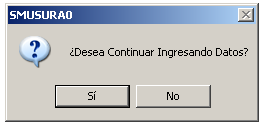 SMUSURA0
¿Desea Continuar Ingresando Datos?
Sí
No